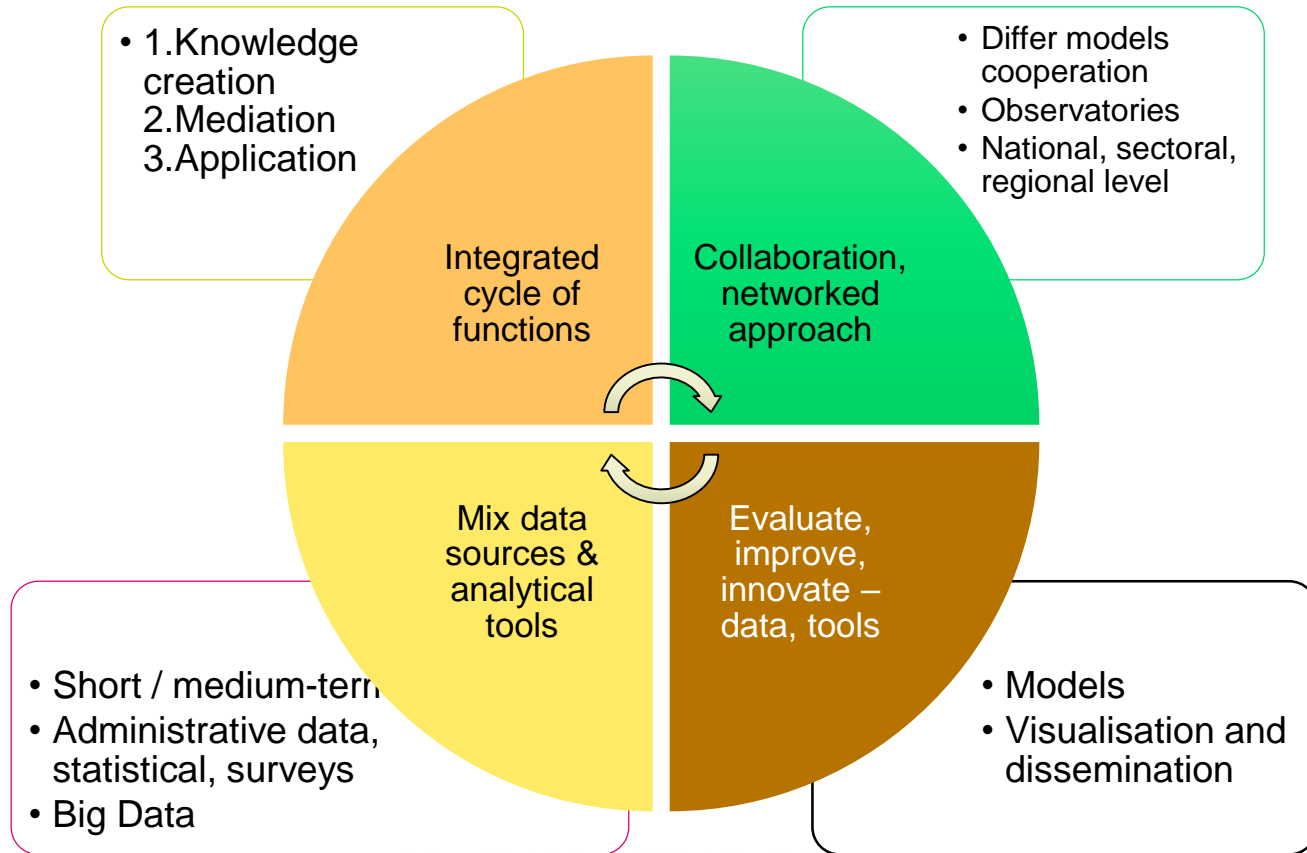 • 1.Knowledge
creation
2.Mediation
3.Application
• Differ models
cooperation
• Observatories
• National, sectoral,
regional level
Integrated
cycle of
functions
Collaboration,
networked
approach
Mix data
sources &
analytical
tools
Evaluate,
improve,
innovate –
data, tools
• Short / medium-term
• Administrative data,
statistical, surveys
• Big Data
• Models
• Visualisation and
dissemination